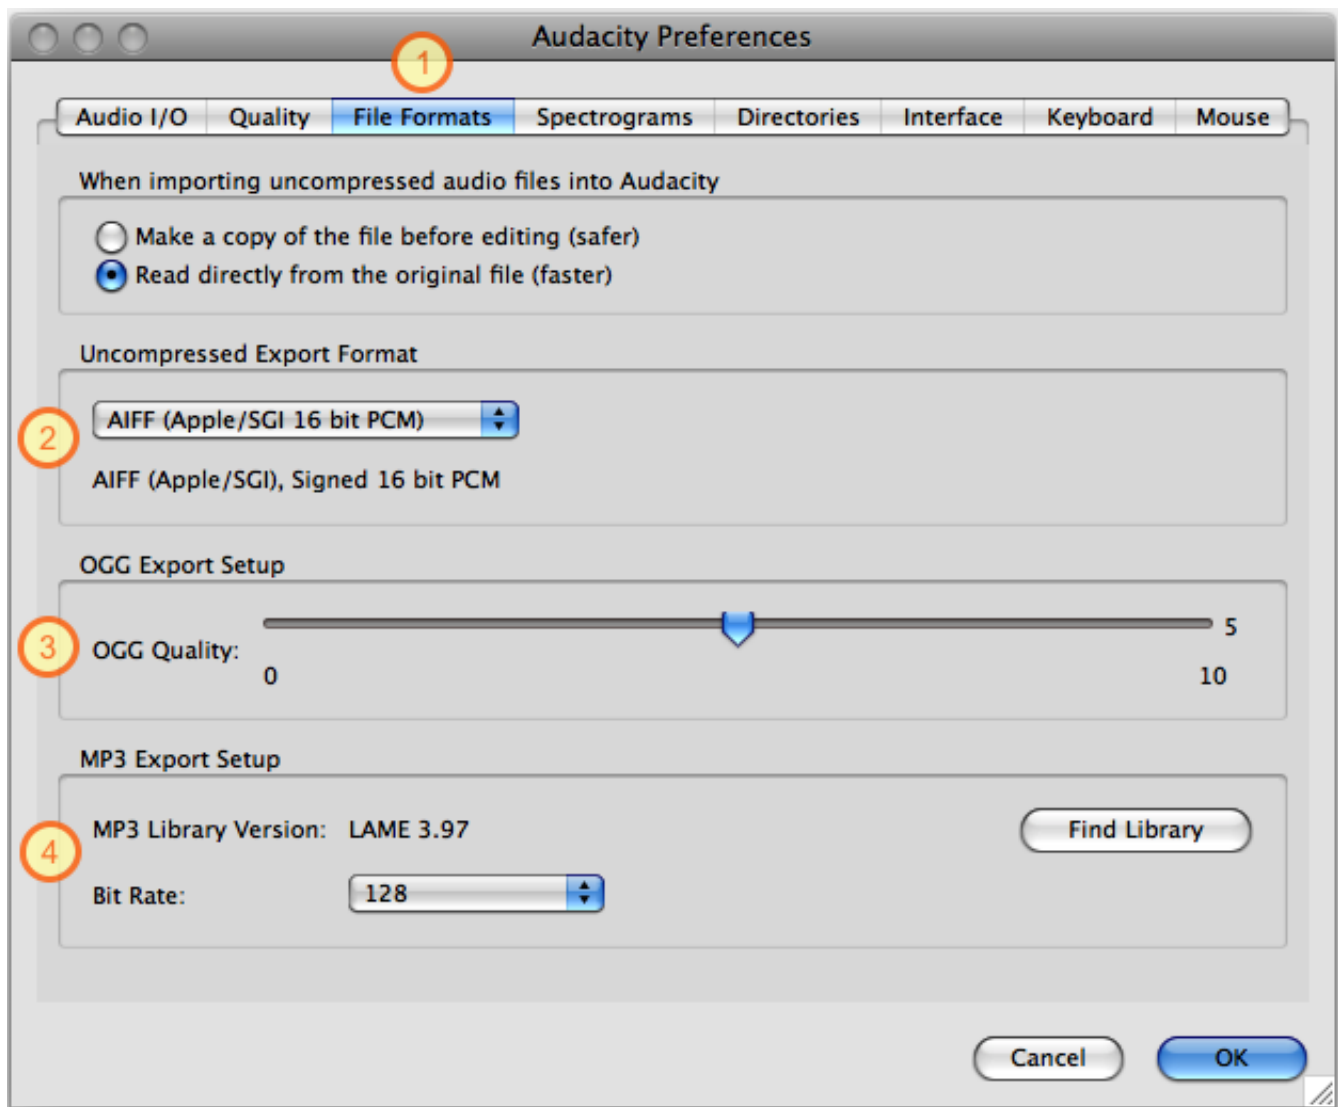 Audacity Preferences
1
Audio I/O Quality File Formats Spectrograms Directories Interface Keyboard Mouse
When importing uncompressed audio files into Audacity
Make a copy of the file before editing (safer)
Read directly from the original file (faster)
Uncompressed Export Format
2
AIFF (Apple/SGI 16 bit PCM)
AIFF (Apple/SGI), Signed 16 bit PCM
OGG Export Setup
3
OGG Quality:
5
0 10
MP3 Export Setup
4
MP3 Library Version: LAME 3.97 Find Library
Bit Rate: 128
Cancel OK